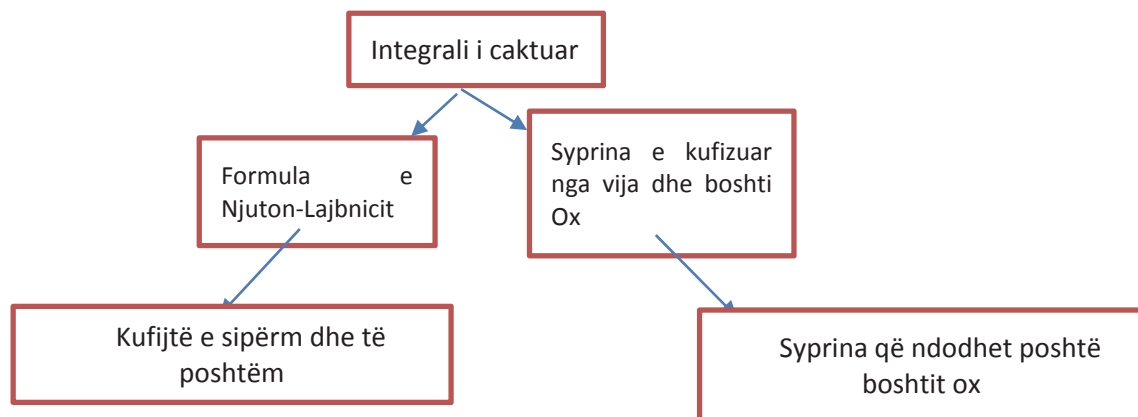 Integrali i caktuar
Formula e
Njuton-Lajbnicit
Syprina e kufizuar
nga vija dhe boshti
Ox
Kufijtë e sipërm dhe të
poshtëm
Syprina që ndodhet poshtë
boshtit ox